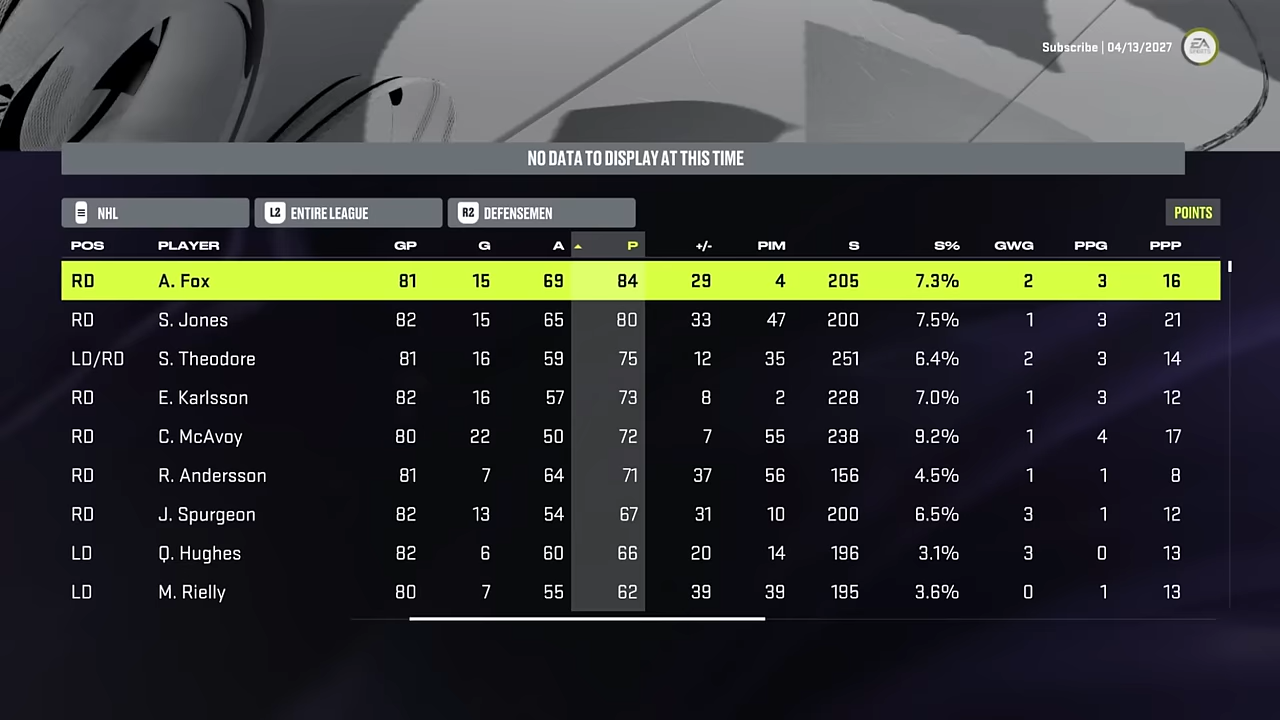 Subscribe | 04/13/2027
EA SPORTS
NO DATA TO DISPLAY AT THIS TIME
NHL L2 ENTIRE LEAGUE R2 DEFENSEMEN POINTS
POS PLAYER GP G A P +/- PIM S S% GWG PPG PPP
RD A. Fox 81 15 69 84 29 4 205 7.3% 2 3 16
RD S. Jones 82 15 65 80 33 47 200 7.5% 1 3 21
LD/RD S. Theodore 81 16 59 75 12 35 251 6.4% 2 3 14
RD E. Karlsson 82 16 57 73 8 2 228 7.0% 1 3 12
RD C. McAvoy 80 22 50 72 7 55 238 9.2% 1 4 17
RD R. Andersson 81 7 64 71 37 56 156 4.5% 1 1 8
RD J. Spurgeon 82 13 54 67 31 10 200 6.5% 3 1 12
LD Q. Hughes 82 6 60 66 20 14 196 3.1% 3 0 13
LD M. Rielly 80 7 55 62 39 39 195 3.6% 0 1 13